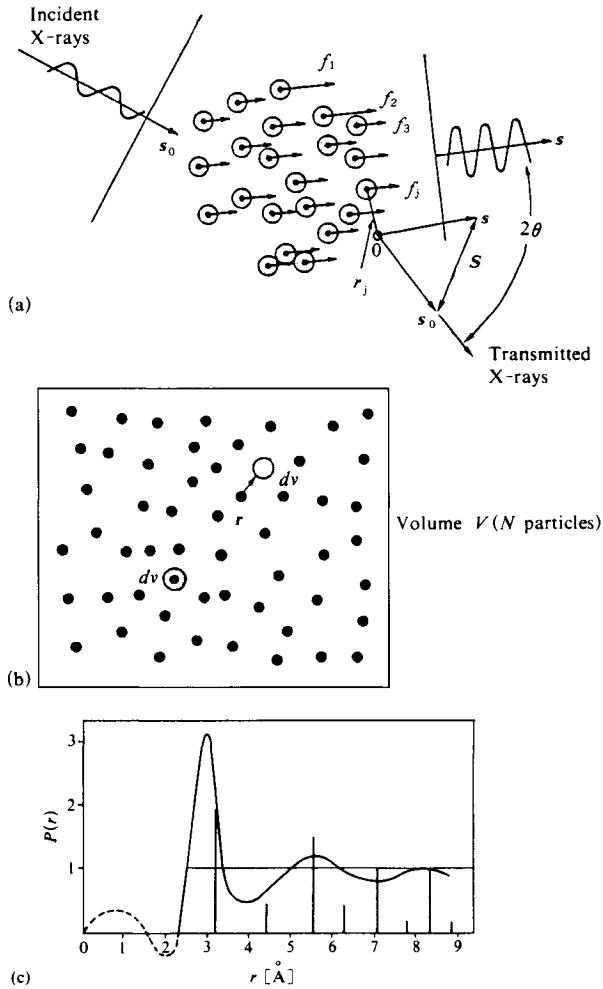 Incident
X-rays
s₀
f₁
f₂
f₃
fⱼ
s
0
s
2θ
S
rⱼ
s₀
Transmitted
X-rays
(a)
dv
r
Volume V (N particles)
dv
(b)
3
2
1
P(r)
0 1 2 3 4 5 6 7 8 9
r [Å]
(c)